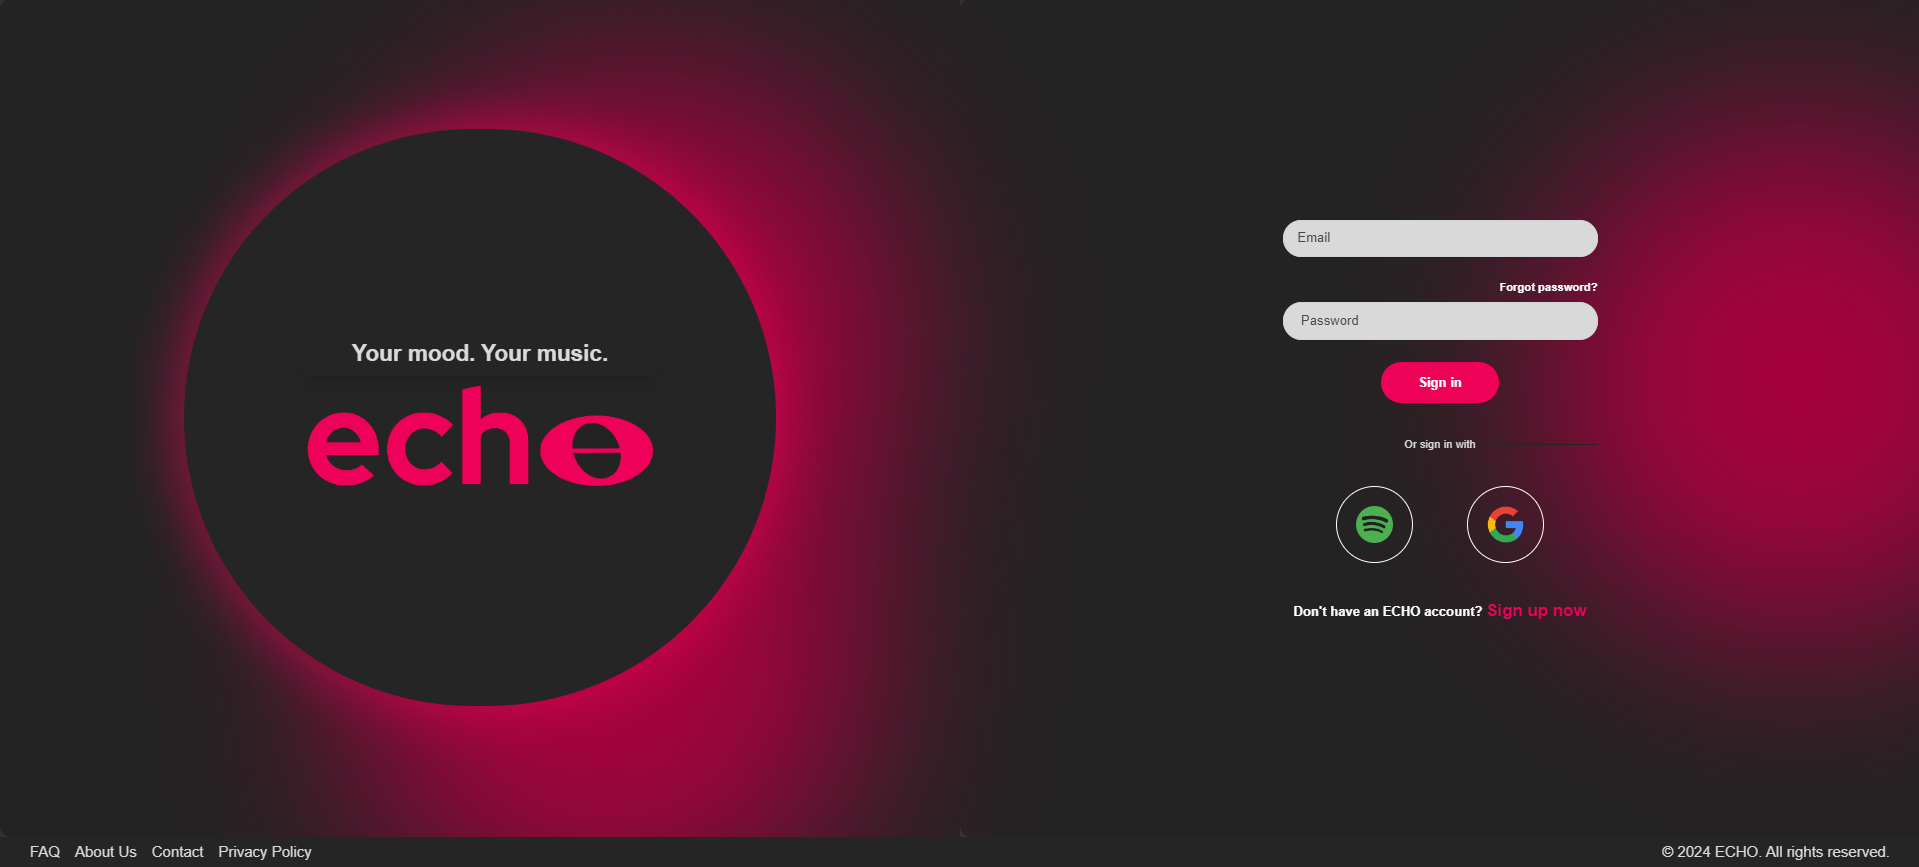 Your mood. Your music.
echo
Email
Forgot password?
Password
Sign in
Or sign in with
Don't have an ECHO account? Sign up now
FAQ About Us Contact Privacy Policy
© 2024 ECHO. All rights reserved.